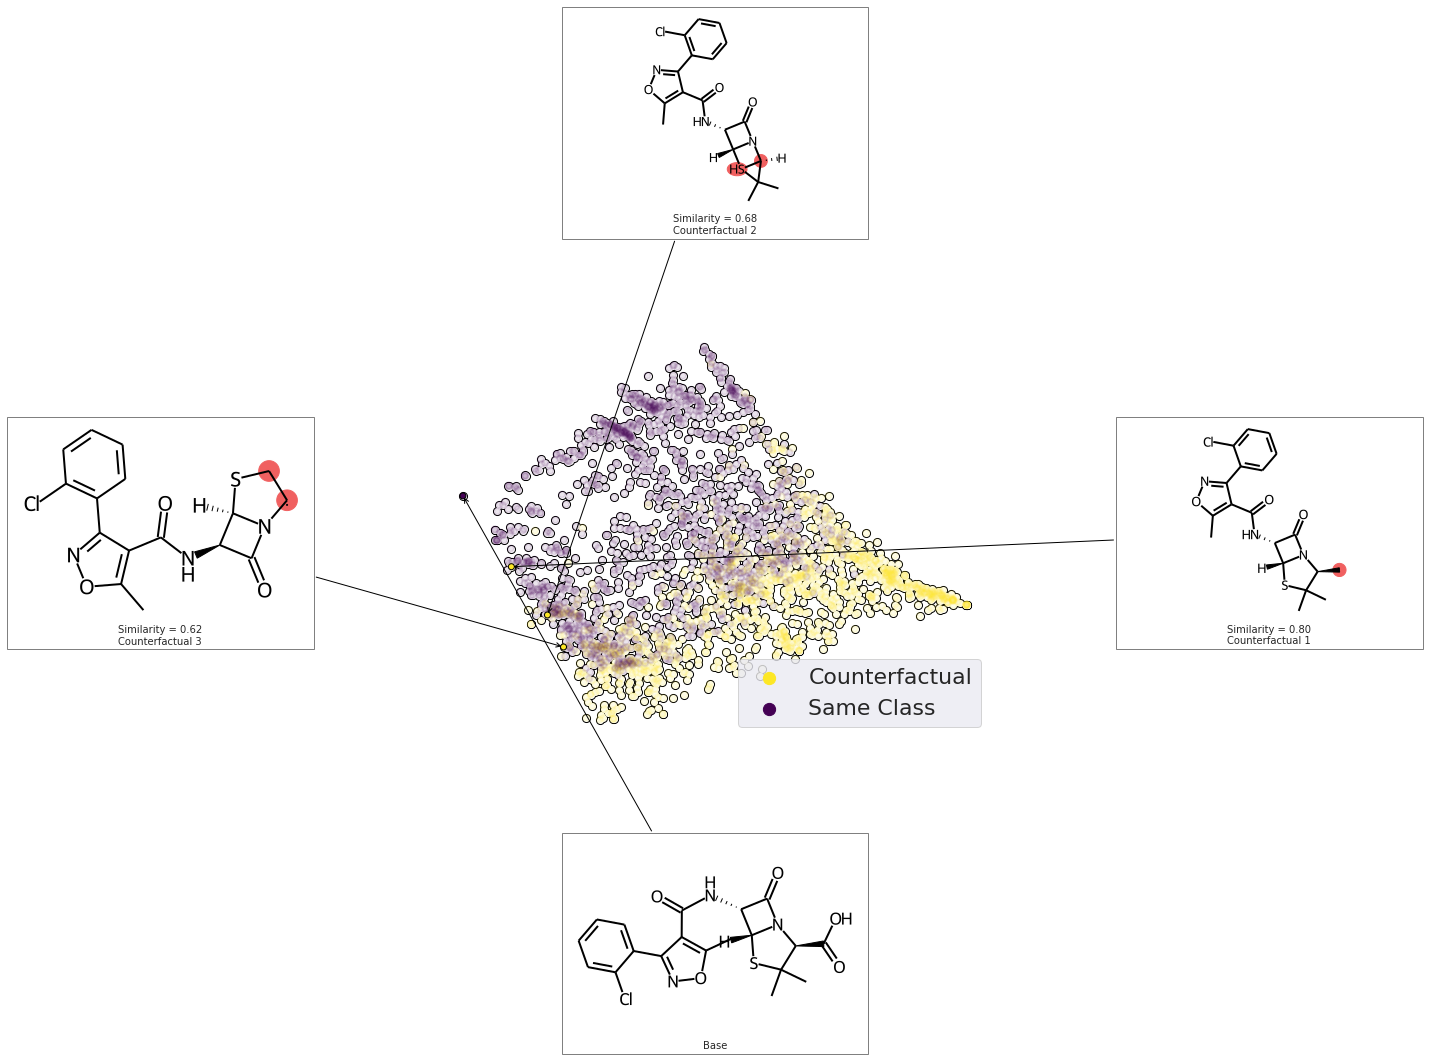 Cl
N
O
O
HN
O
N
H
HS
H
Similarity = 0.68
Counterfactual 2
Cl
N
O
O
N
H
H
S
N
O
Similarity = 0.62
Counterfactual 3
Cl
N
O
O
HN
O
N
H
S
Similarity = 0.80
Counterfactual 1
Counterfactual
Same Class
O
H
N
O
OH
N
H
O
S
O
N
Cl
Base